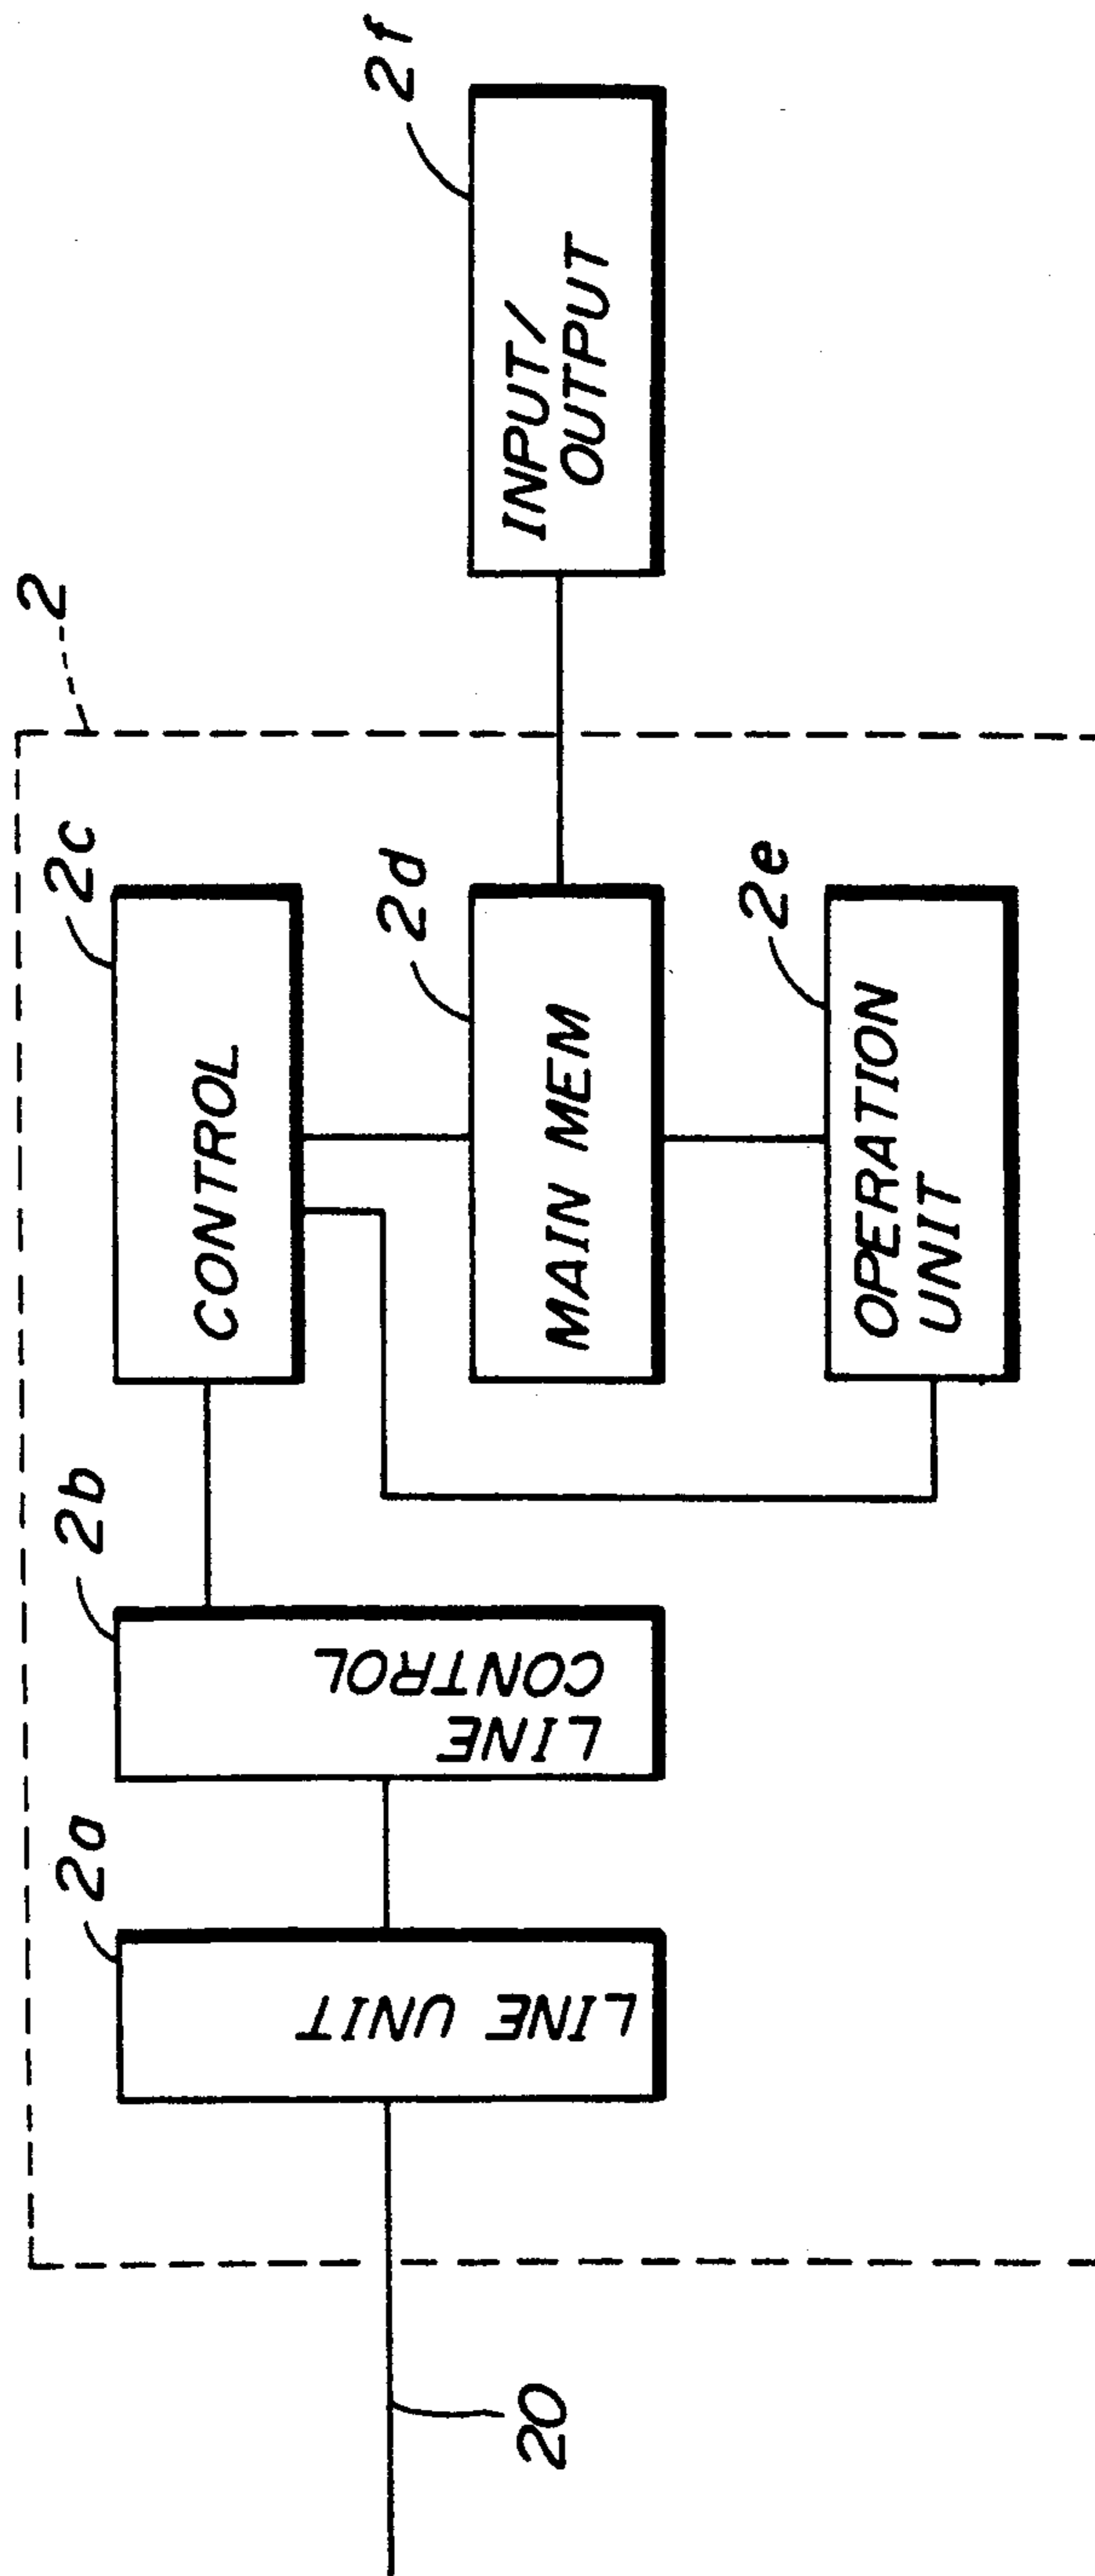 2
2a
2b
2c
2d
2e
2f
20
LINE UNIT
LINE
CONTROL
CONTROL
MAIN MEM
OPERATION
UNIT
INPUT/
OUTPUT